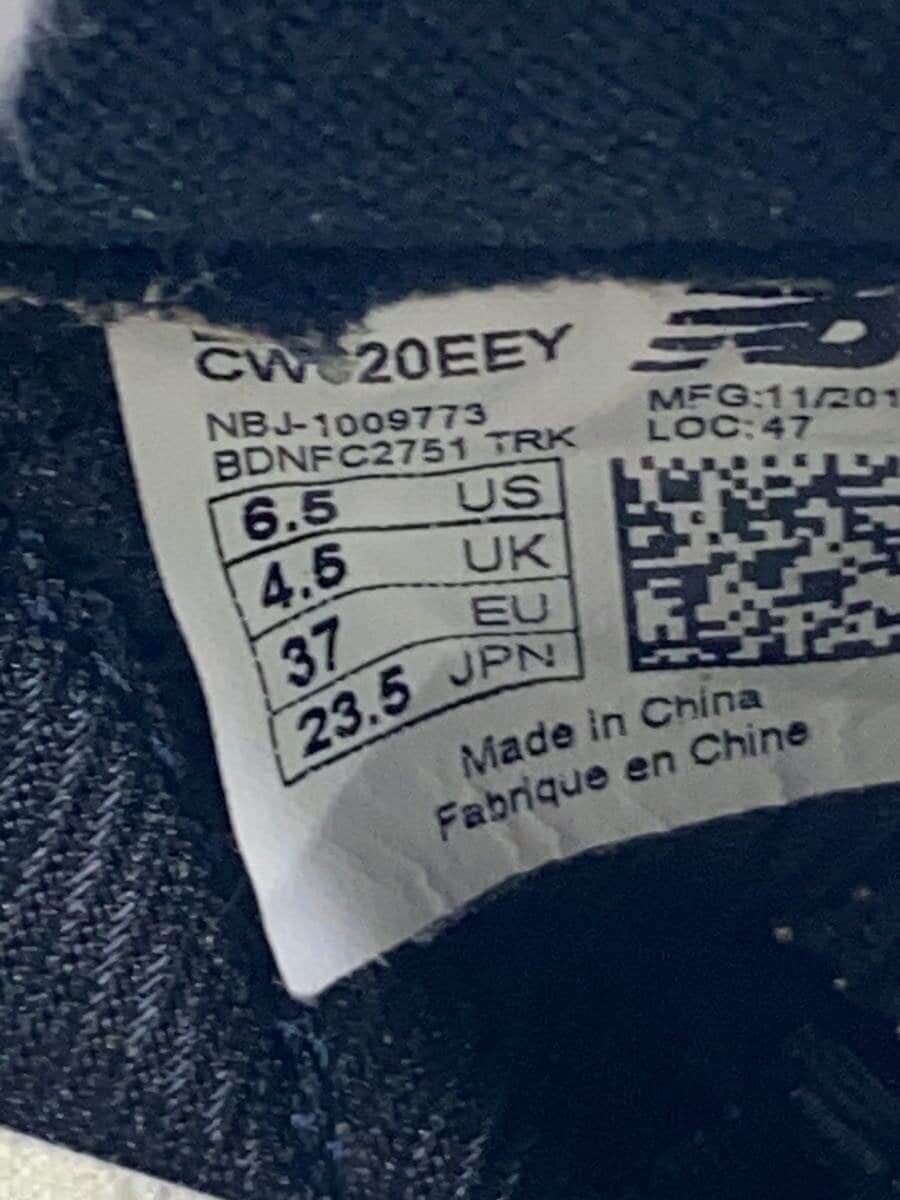 NBJ-1009773
BDNFC2751 TRK
6.5 US
4.5 UK
37 EU
23.5 JPN
MFG:11/201
LOC:47
Made in China
Fabrique en Chine